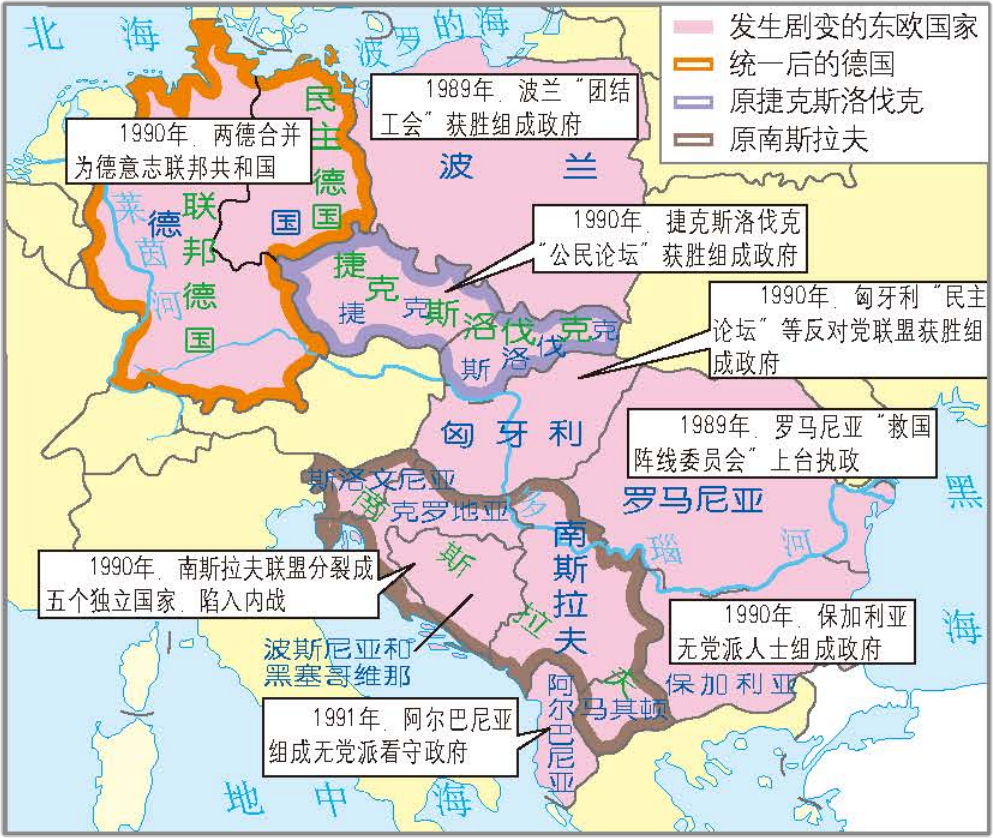 北海
波罗的海
发生剧变的东欧国家
统一后的德国
原捷克斯洛伐克
原南斯拉夫
1989年，波兰“团结
工会”获胜组成政府
1990年，两德合并
为德意志联邦共和国
民主德国
波兰
联邦德国
德国
莱茵河
1990年，捷克斯洛伐克
“公民论坛”获胜组成政府
捷克斯洛伐克
捷克
斯洛伐克
1990年，匈牙利“民主
论坛”等反对党联盟获胜组
成政府
匈牙利
1989年，罗马尼亚“救国
阵线委员会”上台执政
罗马尼亚
黑海
斯洛文尼亚
克罗地亚
南斯拉夫
多瑙河
南斯拉夫
1990年，南斯拉夫联盟分裂成
五个独立国家，陷入内战
波斯尼亚和
黑塞哥维那
1990年，保加利亚
无党派人士组成政府
保加利亚
马其顿
阿尔巴尼亚
1991年，阿尔巴尼亚
组成无党派看守政府
地中海